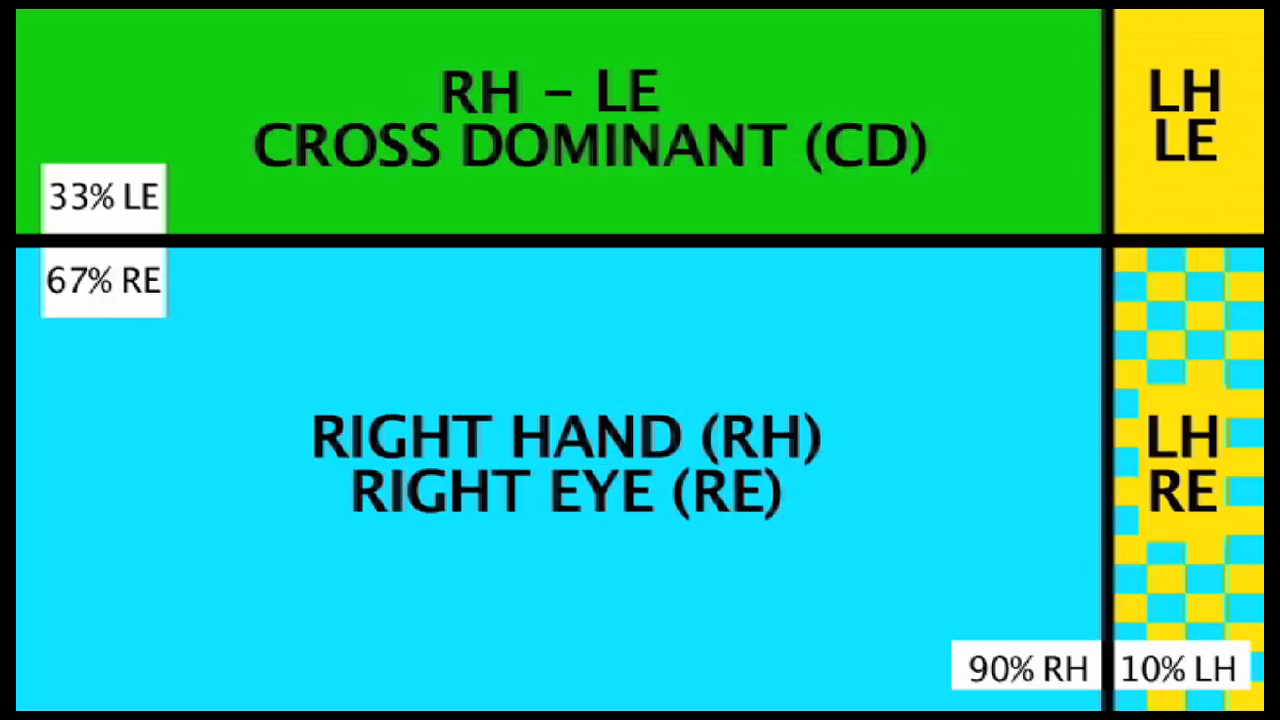 RH – LE
CROSS DOMINANT (CD)
LH
LE
33% LE
67% RE
RIGHT HAND (RH)
RIGHT EYE (RE)
LH
RE
90% RH
10% LH